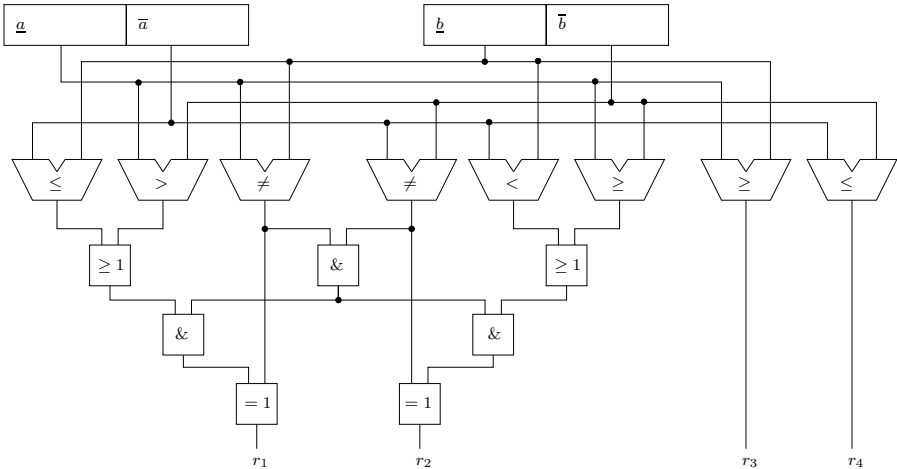 a̲ a̅ b̲ b̅
≤ > ≠ ≠ < ≥ ≥ ≤
≥ 1 & ≥ 1
& &
= 1 = 1
r₁ r₂ r₃ r₄